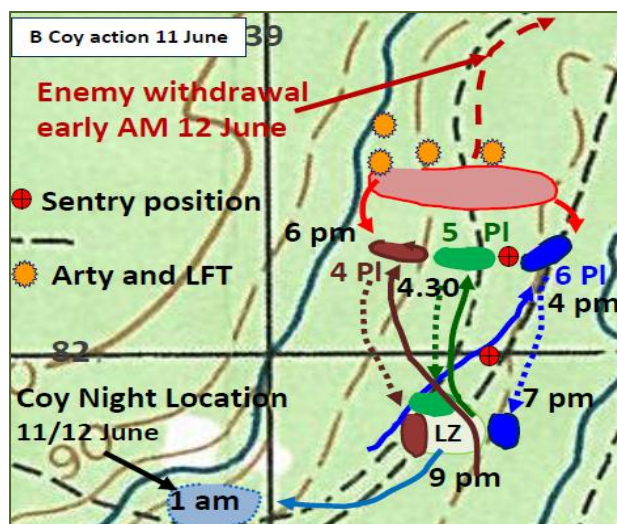 B Coy action 11 June
39
Enemy withdrawal
early AM 12 June
Sentry position
6 pm
5 Pl
4 Pl
6 Pl
Arty and LFT
4.30
4 pm
82
Coy Night Location
11/12 June
7 pm
LZ
90
9 pm
1 am